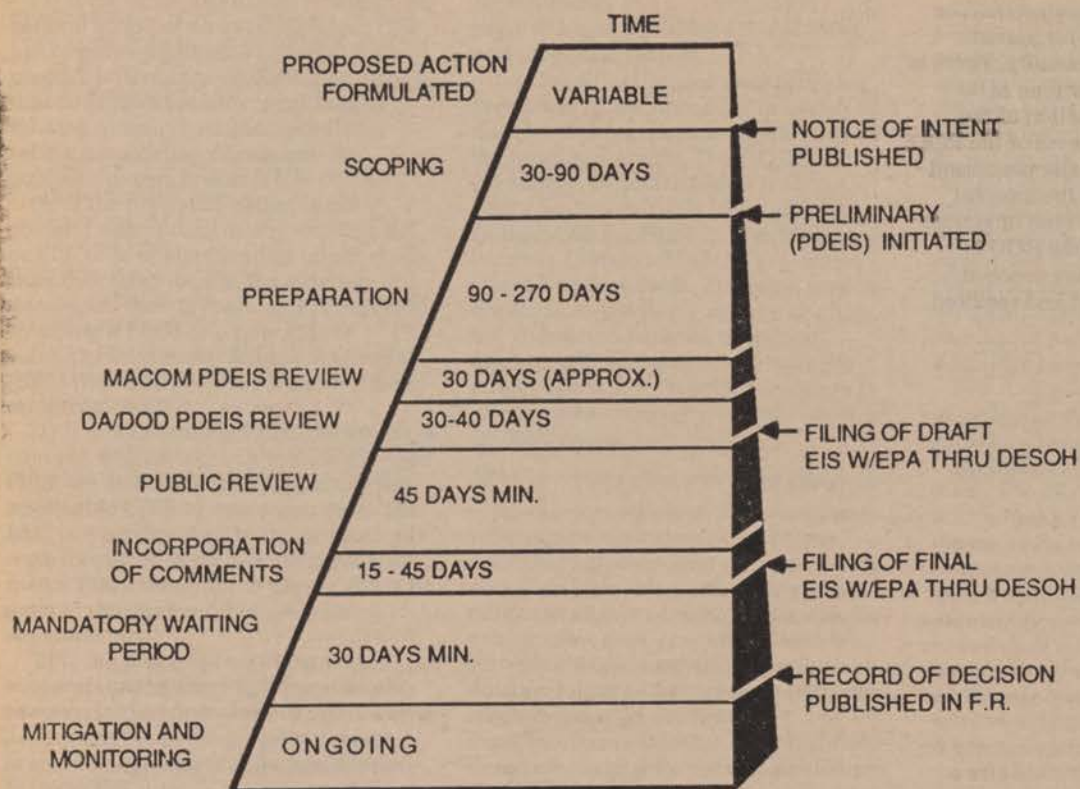 TIME
PROPOSED ACTION
FORMULATED
VARIABLE
NOTICE OF INTENT
PUBLISHED
SCOPING
30-90 DAYS
PRELIMINARY
(PDEIS) INITIATED
PREPARATION
90 - 270 DAYS
MACOM PDEIS REVIEW
30 DAYS (APPROX.)
DA/DOD PDEIS REVIEW
30-40 DAYS
FILING OF DRAFT
EIS W/EPA THRU DESOH
PUBLIC REVIEW
45 DAYS MIN.
INCORPORATION
OF COMMENTS
15 - 45 DAYS
FILING OF FINAL
EIS W/EPA THRU DESOH
MANDATORY WAITING
PERIOD
30 DAYS MIN.
RECORD OF DECISION
PUBLISHED IN F.R.
MITIGATION AND
MONITORING
ONGOING